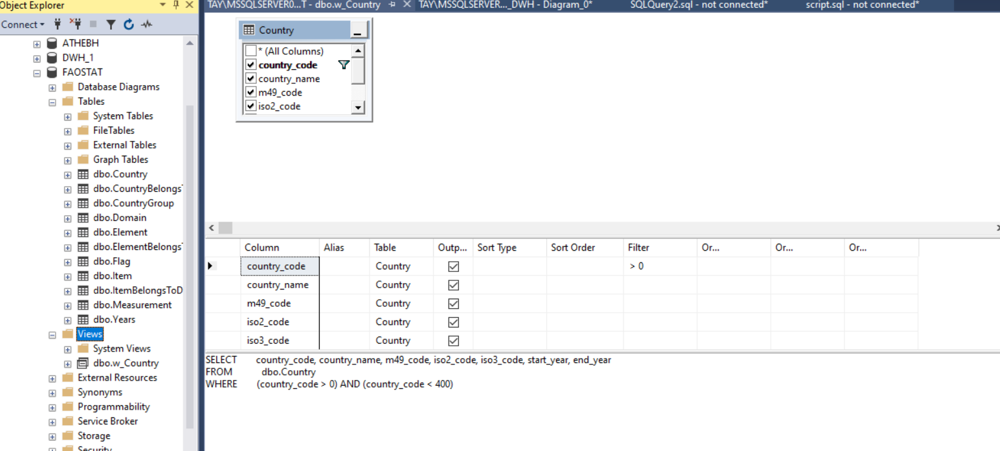 Object Explorer
TAY\MSSQLSERVER0...T - dbo.w_Country
TAY\MSSQLSERVER..._DWH - Diagram_0*
SQLQuery2.sql - not connected*
script.sql - not connected*
Connect
ATHEBH
DWH_1
FAOSTAT
Database Diagrams
Tables
System Tables
FileTables
External Tables
Graph Tables
dbo.Country
dbo.CountryBelongsT
dbo.CountryGroup
dbo.Domain
dbo.Element
dbo.ElementBelongsT
dbo.Flag
dbo.Item
dbo.ItemBelongsToD
dbo.Measurement
dbo.Years
Views
System Views
dbo.w_Country
External Resources
Synonyms
Programmability
Service Broker
Storage
Security
Country
* (All Columns)
country_code
country_name
m49_code
iso2_code
Column Alias Table Outp... Sort Type Sort Order Filter Or... Or... Or...
country_code Country > 0
country_name Country
m49_code Country
iso2_code Country
iso3_code Country
SELECT country_code, country_name, m49_code, iso2_code, iso3_code, start_year, end_year
FROM dbo.Country
WHERE (country_code > 0) AND (country_code < 400)